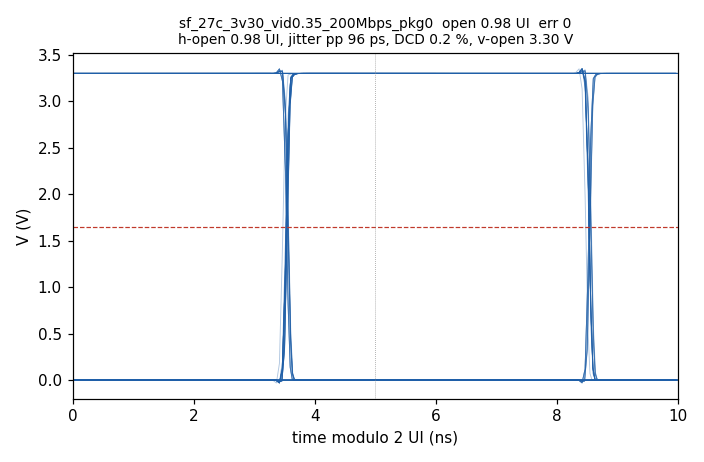 sf_27c_3v30_vid0.35_200Mbps_pkg0  open 0.98 UI  err 0
h-open 0.98 UI, jitter pp 96 ps, DCD 0.2 %, v-open 3.30 V
3.5
3.0
2.5
2.0
1.5
1.0
0.5
0.0
V (V)
0 2 4 6 8 10
time modulo 2 UI (ns)